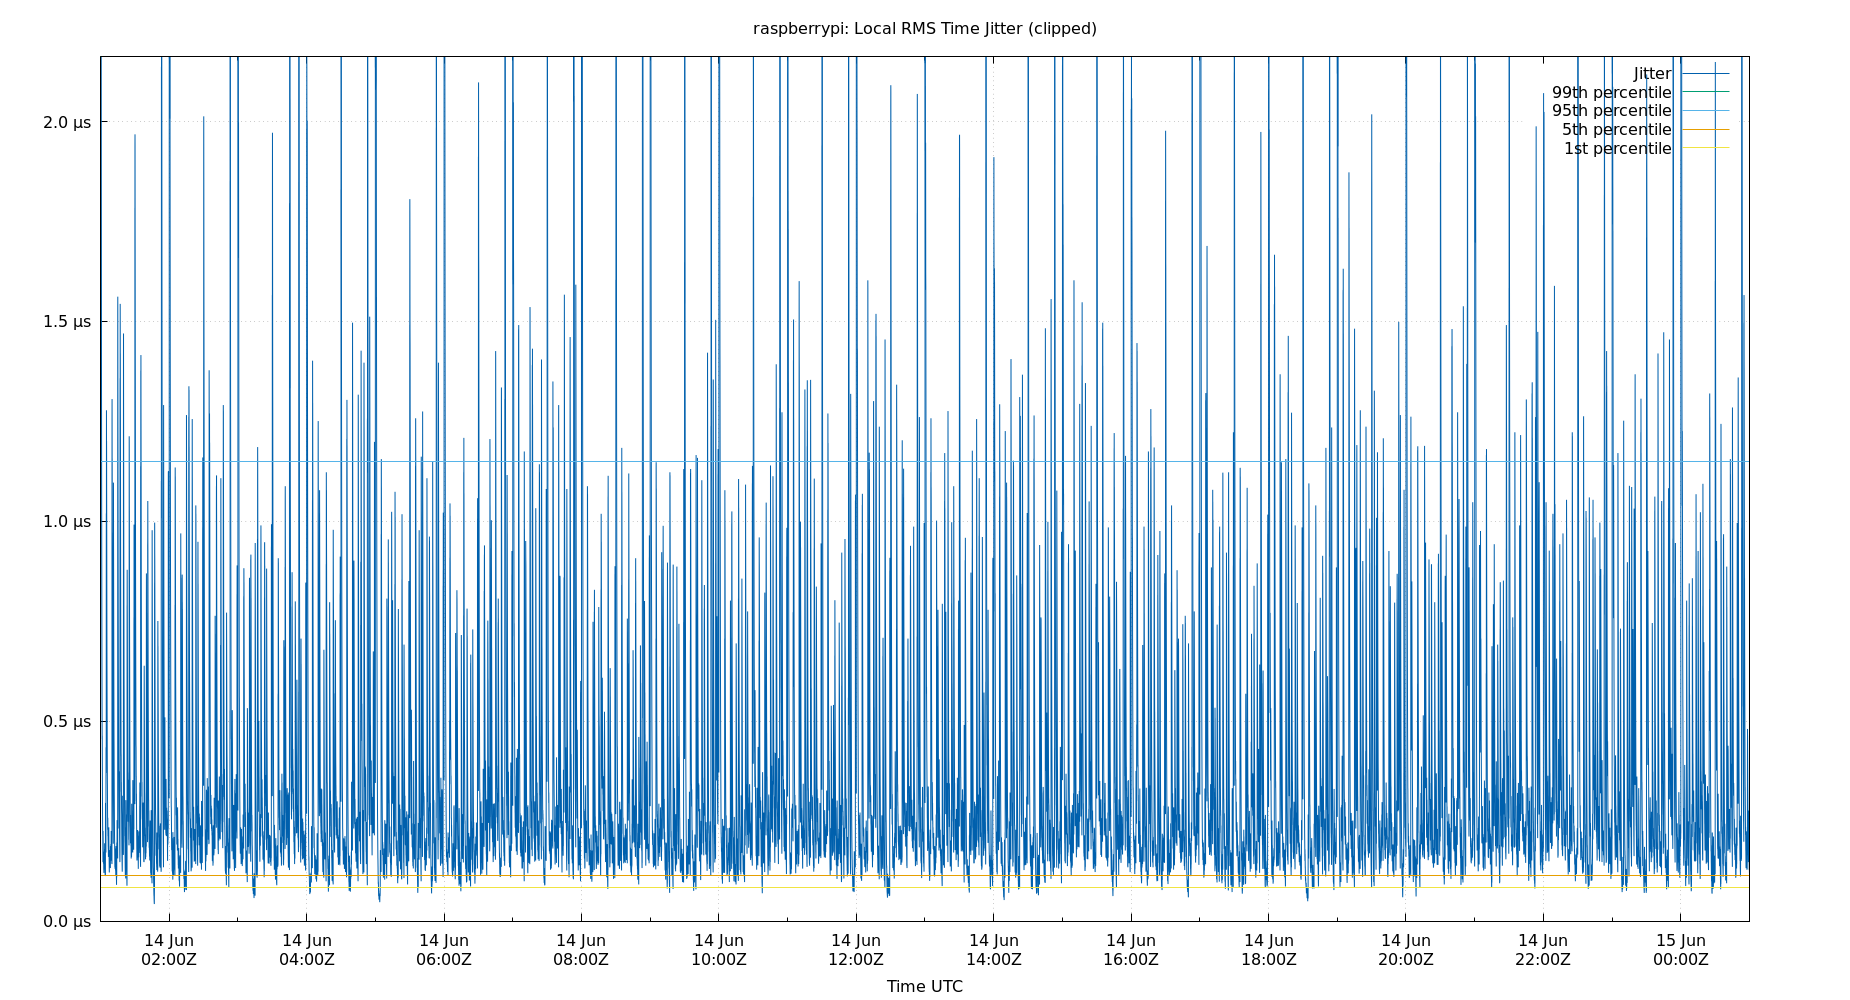 raspberrypi: Local RMS Time Jitter (clipped)
Jitter
99th percentile
95th percentile
5th percentile
1st percentile
2.0 µs
1.5 µs
1.0 µs
0.5 µs
0.0 µs
14 Jun 14 Jun 14 Jun 14 Jun 14 Jun 14 Jun 14 Jun 14 Jun 14 Jun 14 Jun 14 Jun 15 Jun
02:00Z 04:00Z 06:00Z 08:00Z 10:00Z 12:00Z 14:00Z 16:00Z 18:00Z 20:00Z 22:00Z 00:00Z
Time UTC